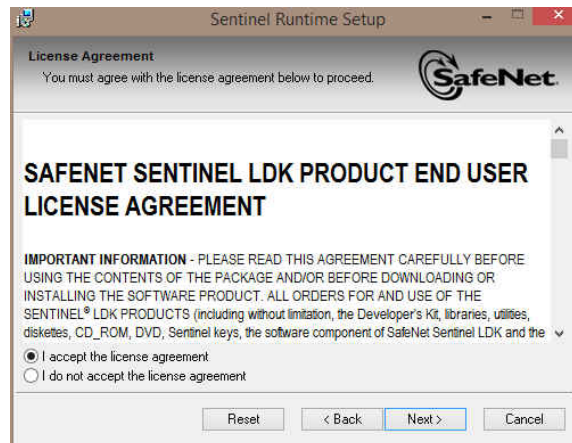 Sentinel Runtime Setup
License Agreement
You must agree with the license agreement below to proceed.
SafeNet.
SAFENET SENTINEL LDK PRODUCT END USER
LICENSE AGREEMENT
IMPORTANT INFORMATION - PLEASE READ THIS AGREEMENT CAREFULLY BEFORE
USING THE CONTENTS OF THE PACKAGE AND/OR BEFORE DOWNLOADING OR
INSTALLING THE SOFTWARE PRODUCT. ALL ORDERS FOR AND USE OF THE
SENTINEL® LDK PRODUCTS (including without limitation, the Developer's Kit, libraries, utilities,
diskettes, CD_ROM, DVD, Sentinel keys, the software component of SafeNet Sentinel LDK and the
I accept the license agreement
I do not accept the license agreement
Reset
< Back
Next >
Cancel